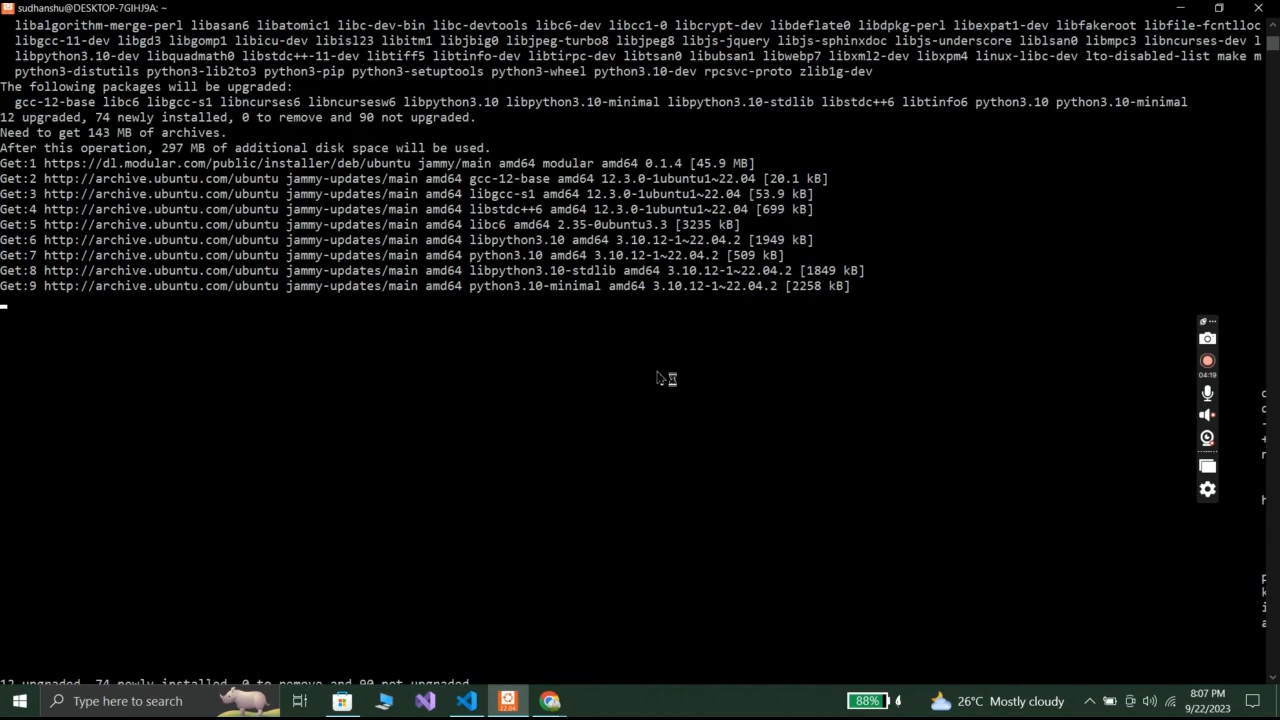 sudhanshu@DESKTOP-7GIHJ9A: ~
libalgorithm-merge-perl libasan6 libatomic1 libc-dev-bin libc-devtools libc6-dev libcc1-0 libcrypt-dev libdeflate0 libdpkg-perl libexpat1-dev libfakeroot libfile-fcntlloc
libgcc-11-dev libgd3 libgomp1 libicu-dev libisl23 libitm1 libjbig0 libjpeg-turbo8 libjpeg8 libjs-jquery libjs-sphinxdoc libjs-underscore liblsan0 libmpc3 libncurses-dev l
libpython3.10-dev libquadmath0 libstdc++-11-dev libtiff5 libtinfo-dev libtirpc-dev libtsan0 libubsan1 libwebp7 libxml2-dev libxpm4 linux-libc-dev lto-disabled-list make m
python3-distutils python3-lib2to3 python3-pip python3-setuptools python3-wheel python3.10-dev rpcsvc-proto zlib1g-dev
The following packages will be upgraded:
gcc-12-base libc6 libgcc-s1 libncurses6 libncursesw6 libpython3.10 libpython3.10-minimal libpython3.10-stdlib libstdc++6 libtinfo6 python3.10 python3.10-minimal
12 upgraded, 74 newly installed, 0 to remove and 90 not upgraded.
Need to get 143 MB of archives.
After this operation, 297 MB of additional disk space will be used.
Get:1 https://dl.modular.com/public/installer/deb/ubuntu jammy/main amd64 modular amd64 0.1.4 [45.9 MB]
Get:2 http://archive.ubuntu.com/ubuntu jammy-updates/main amd64 gcc-12-base amd64 12.3.0-1ubuntu1~22.04 [20.1 kB]
Get:3 http://archive.ubuntu.com/ubuntu jammy-updates/main amd64 libgcc-s1 amd64 12.3.0-1ubuntu1~22.04 [53.9 kB]
Get:4 http://archive.ubuntu.com/ubuntu jammy-updates/main amd64 libstdc++6 amd64 12.3.0-1ubuntu1~22.04 [699 kB]
Get:5 http://archive.ubuntu.com/ubuntu jammy-updates/main amd64 libc6 amd64 2.35-0ubuntu3.3 [3235 kB]
Get:6 http://archive.ubuntu.com/ubuntu jammy-updates/main amd64 libpython3.10 amd64 3.10.12-1~22.04.2 [1949 kB]
Get:7 http://archive.ubuntu.com/ubuntu jammy-updates/main amd64 python3.10 amd64 3.10.12-1~22.04.2 [509 kB]
Get:8 http://archive.ubuntu.com/ubuntu jammy-updates/main amd64 libpython3.10-stdlib amd64 3.10.12-1~22.04.2 [1849 kB]
Get:9 http://archive.ubuntu.com/ubuntu jammy-updates/main amd64 python3.10-minimal amd64 3.10.12-1~22.04.2 [2258 kB]
04:19
12 upgraded, 74 newly installed, 0 to remove and 90 not upgraded.
Type here to search
22.04
88%
26°C Mostly cloudy
8:07 PM
9/22/2023